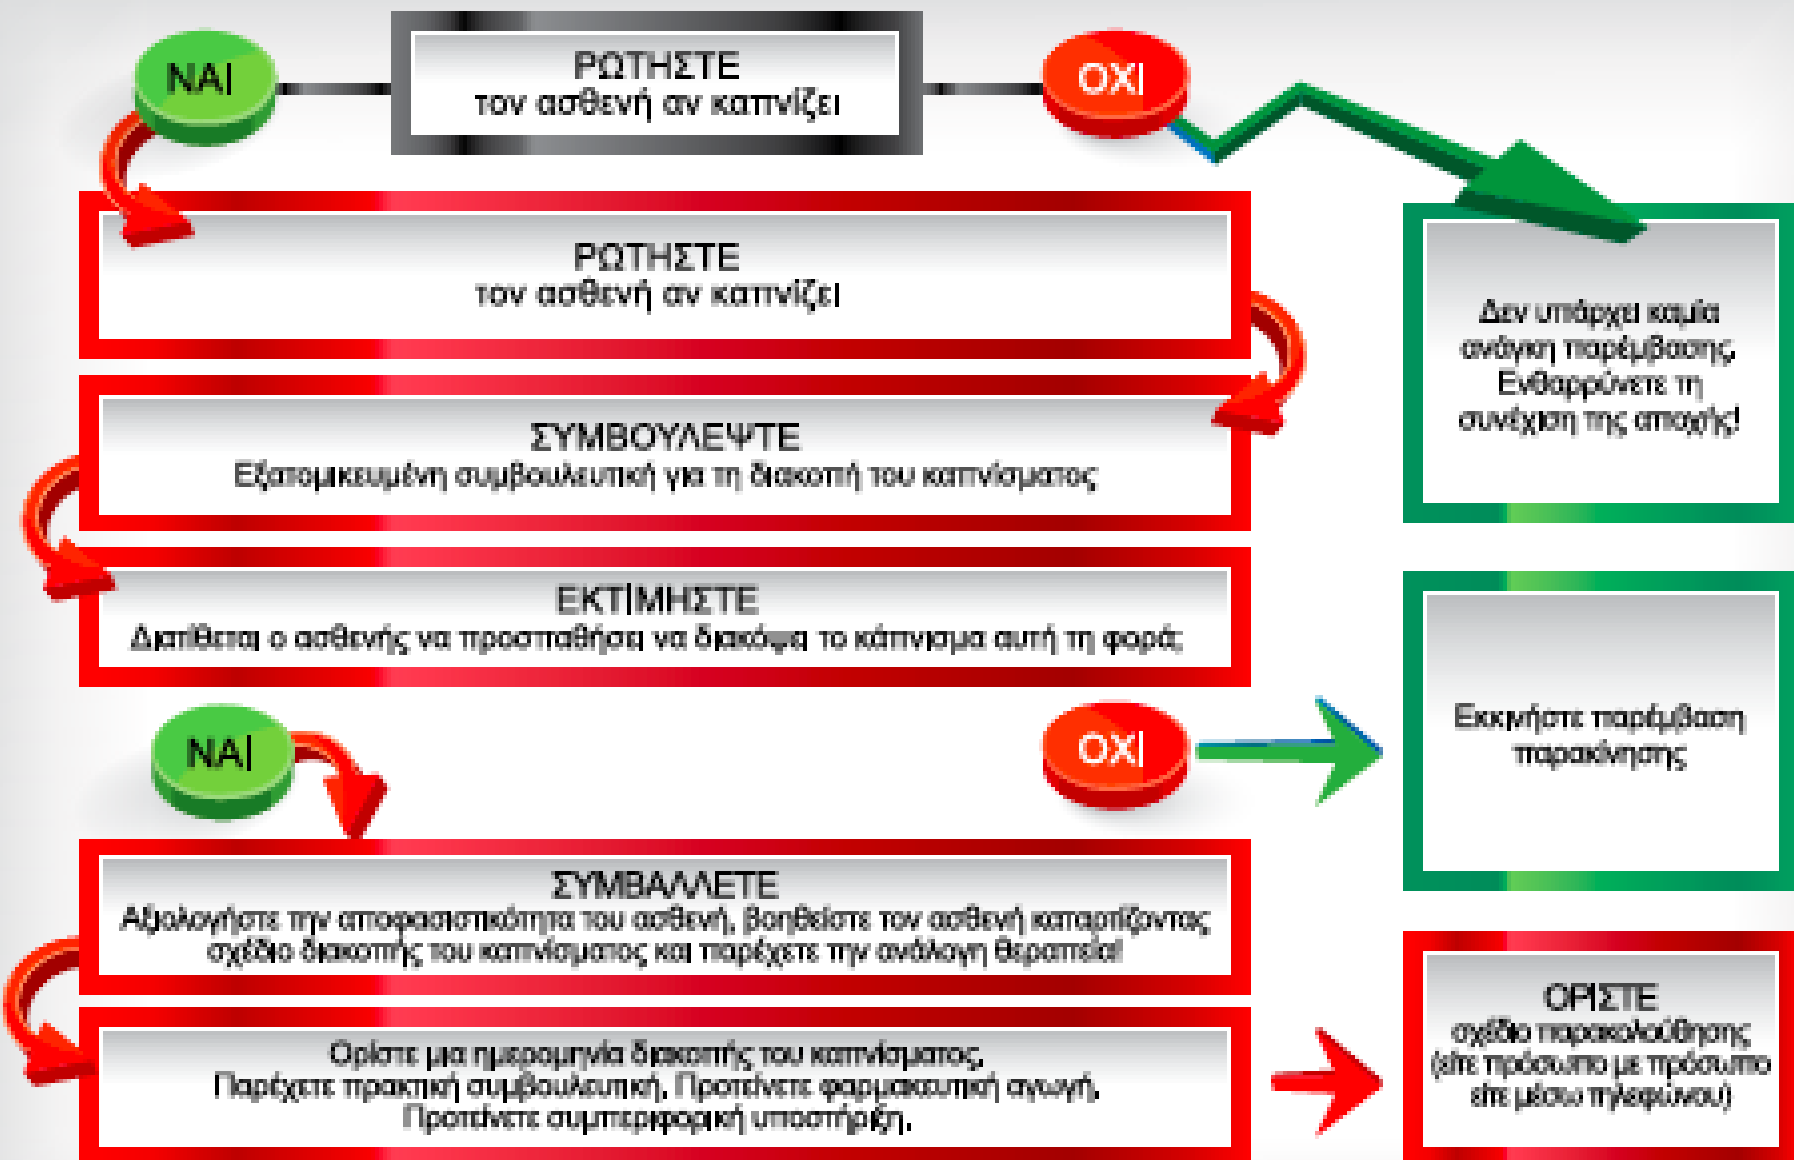 ΝΑΙ
ΡΩΤΗΣΤΕ
τον ασθενή αν καπνίζει
ΟΧΙ
ΡΩΤΗΣΤΕ
τον ασθενή αν καπνίζει
Δεν υπάρχει καμία
ανάγκη παρέμβασης.
Ενθαρρύνετε τη
συνέχιση της αποχής!
ΣΥΜΒΟΥΛΕΨΤΕ
Εξατομικευμένη συμβουλευτική για τη διακοπή του καπνίσματος
ΕΚΤΙΜΗΣΤΕ
Διατίθεται ο ασθενής να προσπαθήσει να διακόψει το κάπνισμα αυτή τη φορά;
ΝΑΙ
ΟΧΙ
Εκκινήστε παρέμβαση
παρακίνησης
ΣΥΜΒΑΛΛΕΤΕ
Αξιολογήστε την αποφασιστικότητα του ασθενή, βοηθείστε τον ασθενή καταρτίζοντας
σχέδιο διακοπής του καπνίσματος και παρέχετε την ανάλογη θεραπεία!
Ορίστε μια ημερομηνία διακοπής του καπνίσματος.
Παρέχετε πρακτική συμβουλευτική. Προτείνετε φαρμακευτική αγωγή.
Προτείνετε συμπεριφορική υποστήριξη.
ΟΡΙΣΤΕ
σχέδιο παρακολούθησης
(είτε πρόσωπο με πρόσωπο
είτε μέσω τηλεφώνου)